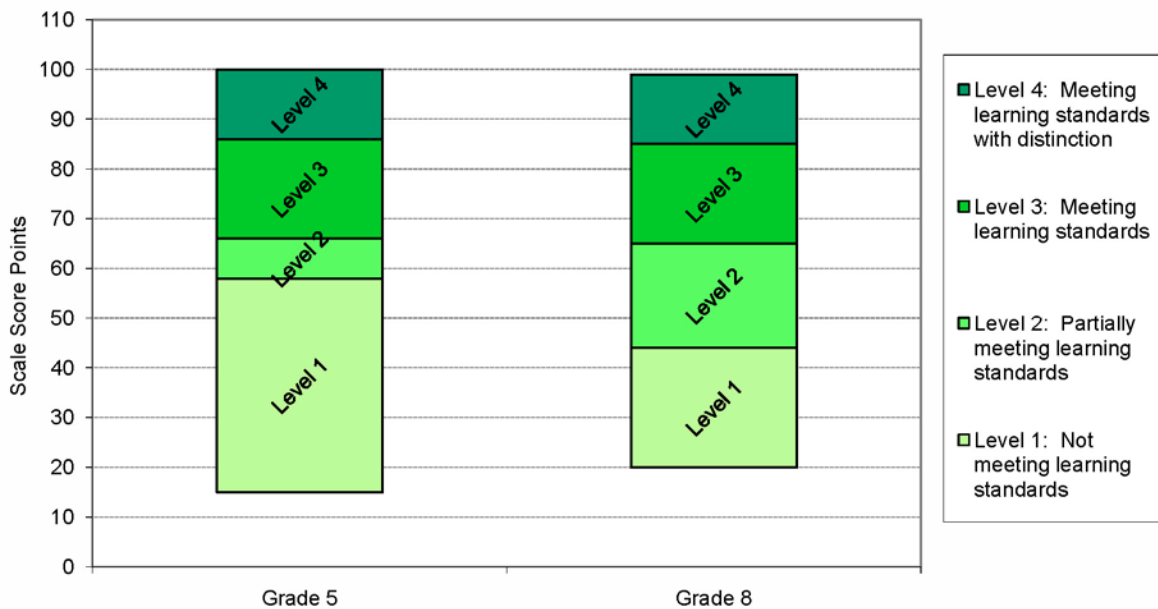 110
100
90
80
70
60
50
40
30
20
10
0
Scale Score Points
Level 4
Level 3
Level 2
Level 1
Level 4
Level 3
Level 2
Level 1
Grade 5
Grade 8
Level 4: Meeting
learning standards
with distinction
Level 3: Meeting
learning standards
Level 2: Partially
meeting learning
standards
Level 1: Not
meeting learning
standards